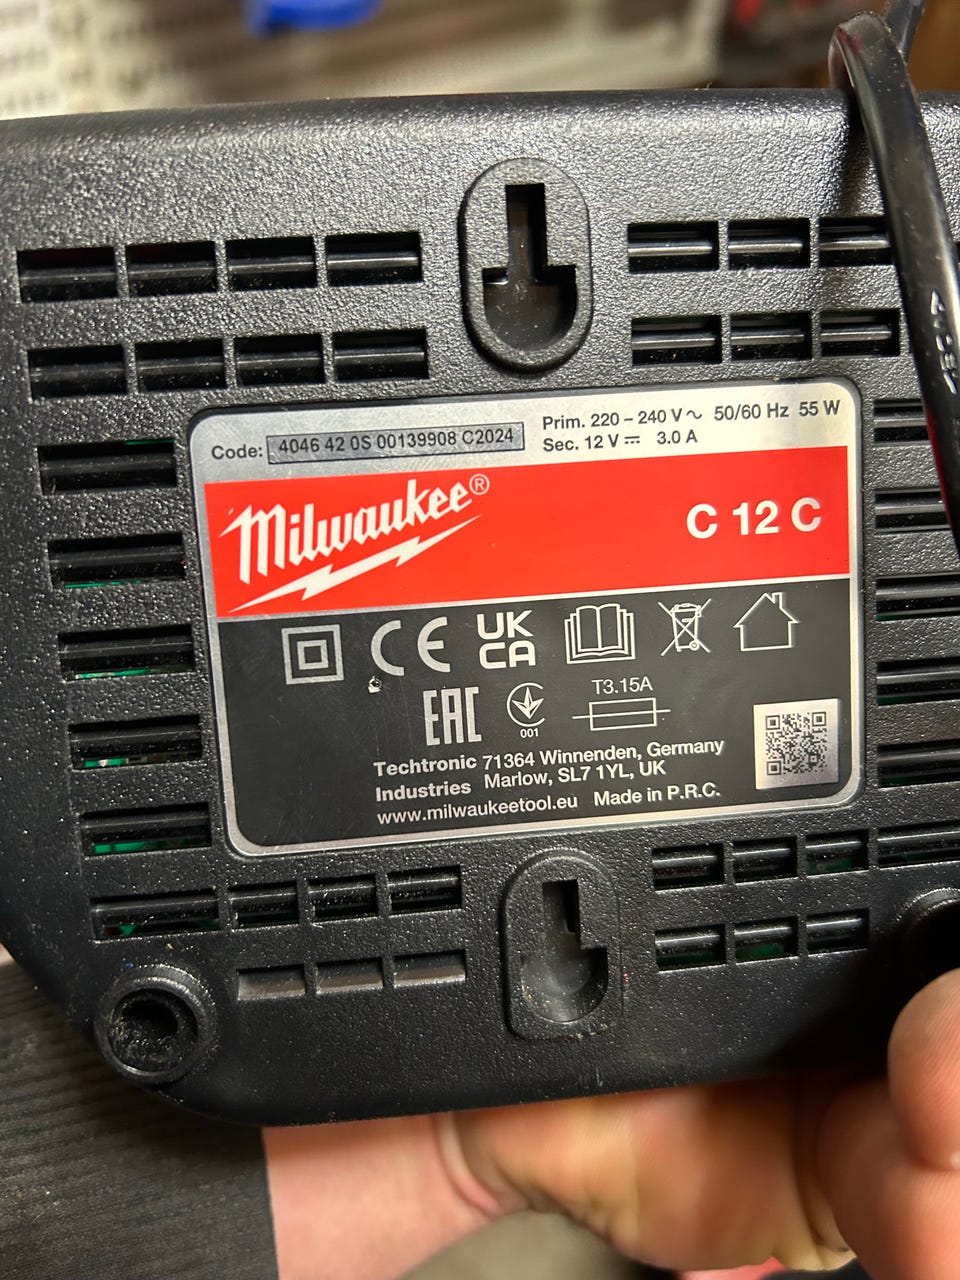 Code: 4046 42 0S 00139908 C2024
Prim. 220 – 240 V ~ 50/60 Hz 55 W
Sec. 12 V ⎓ 3.0 A
Milwaukee®
C 12 C
CE
UK
CA
EAC
001
T3.15A
Techtronic 71364 Winnenden, Germany
Industries Marlow, SL7 1YL, UK
www.milwaukeetool.eu Made in P.R.C.